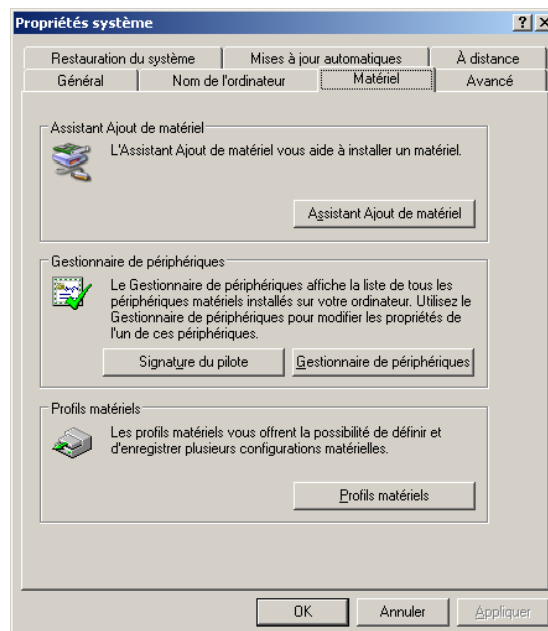 Propriétés système
Restauration du système Mises à jour automatiques À distance
Général Nom de l'ordinateur Matériel Avancé
Assistant Ajout de matériel
L'Assistant Ajout de matériel vous aide à installer un matériel.
Assistant Ajout de matériel
Gestionnaire de périphériques
Le Gestionnaire de périphériques affiche la liste de tous les
périphériques matériels installés sur votre ordinateur. Utilisez le
Gestionnaire de périphériques pour modifier les propriétés de
l'un de ces périphériques.
Signature du pilote Gestionnaire de périphériques
Profils matériels
Les profils matériels vous offrent la possibilité de définir et
d'enregistrer plusieurs configurations matérielles.
Profils matériels
OK Annuler Appliquer